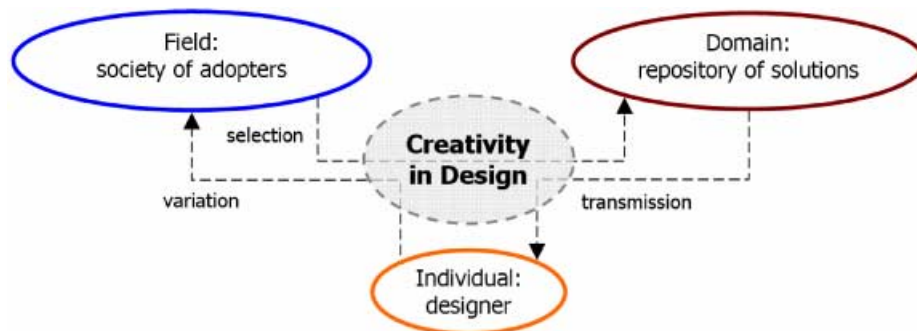 Field:
society of adopters
Domain:
repository of solutions
selection
Creativity
in Design
variation
transmission
Individual:
designer